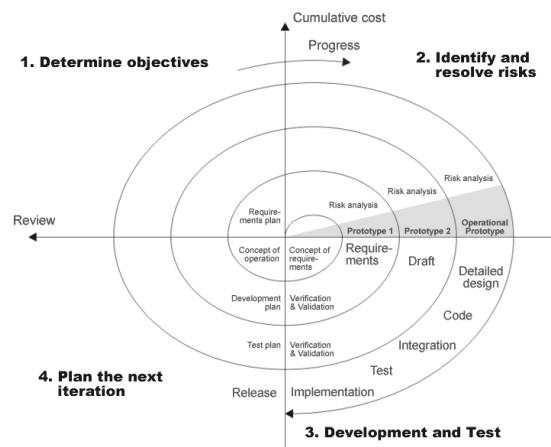 Cumulative cost
Progress
1. Determine objectives
2. Identify and
resolve risks
Risk analysis
Risk analysis
Risk analysis
Require-
ments plan
Review
Prototype 1
Prototype 2
Operational
Prototype
Concept of
operation
Concept of
require-
ments
Require-
ments
Draft
Detailed
design
Development
plan
Verification
& Validation
Code
Test plan
Verification
& Validation
Integration
Test
4. Plan the next
iteration
Release
Implementation
3. Development and Test